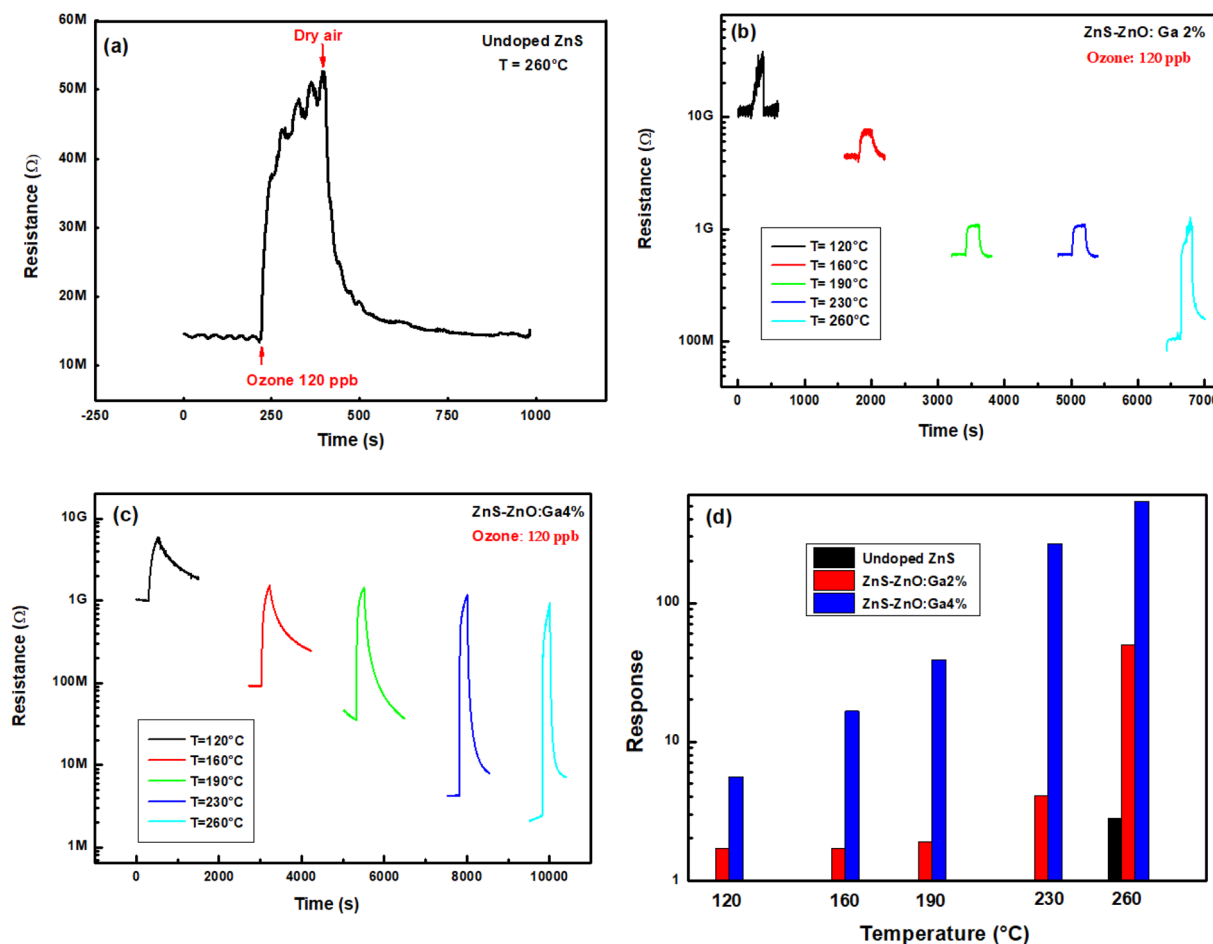 (a)
Undoped ZnS
T = 260°C
Dry air
Ozone 120 ppb
60M
50M
40M
30M
20M
10M
Resistance (Ω)
-250
0
250
500
750
1000
Time (s)
(b)
ZnS-ZnO: Ga 2%
Ozone: 120 ppb
10G
1G
100M
Resistance (Ω)
T= 120°C
T= 160°C
T= 190°C
T= 230°C
T= 260°C
0
1000
2000
3000
4000
5000
6000
7000
Time (s)
(c)
ZnS-ZnO:Ga4%
Ozone: 120 ppb
10G
1G
100M
10M
1M
Resistance (Ω)
T=120°C
T=160°C
T=190°C
T=230°C
T=260°C
0
2000
4000
6000
8000
10000
Time (s)
(d)
Undoped ZnS
ZnS-ZnO:Ga2%
ZnS-ZnO:Ga4%
100
10
1
Response
120
160
190
230
260
Temperature (°C)